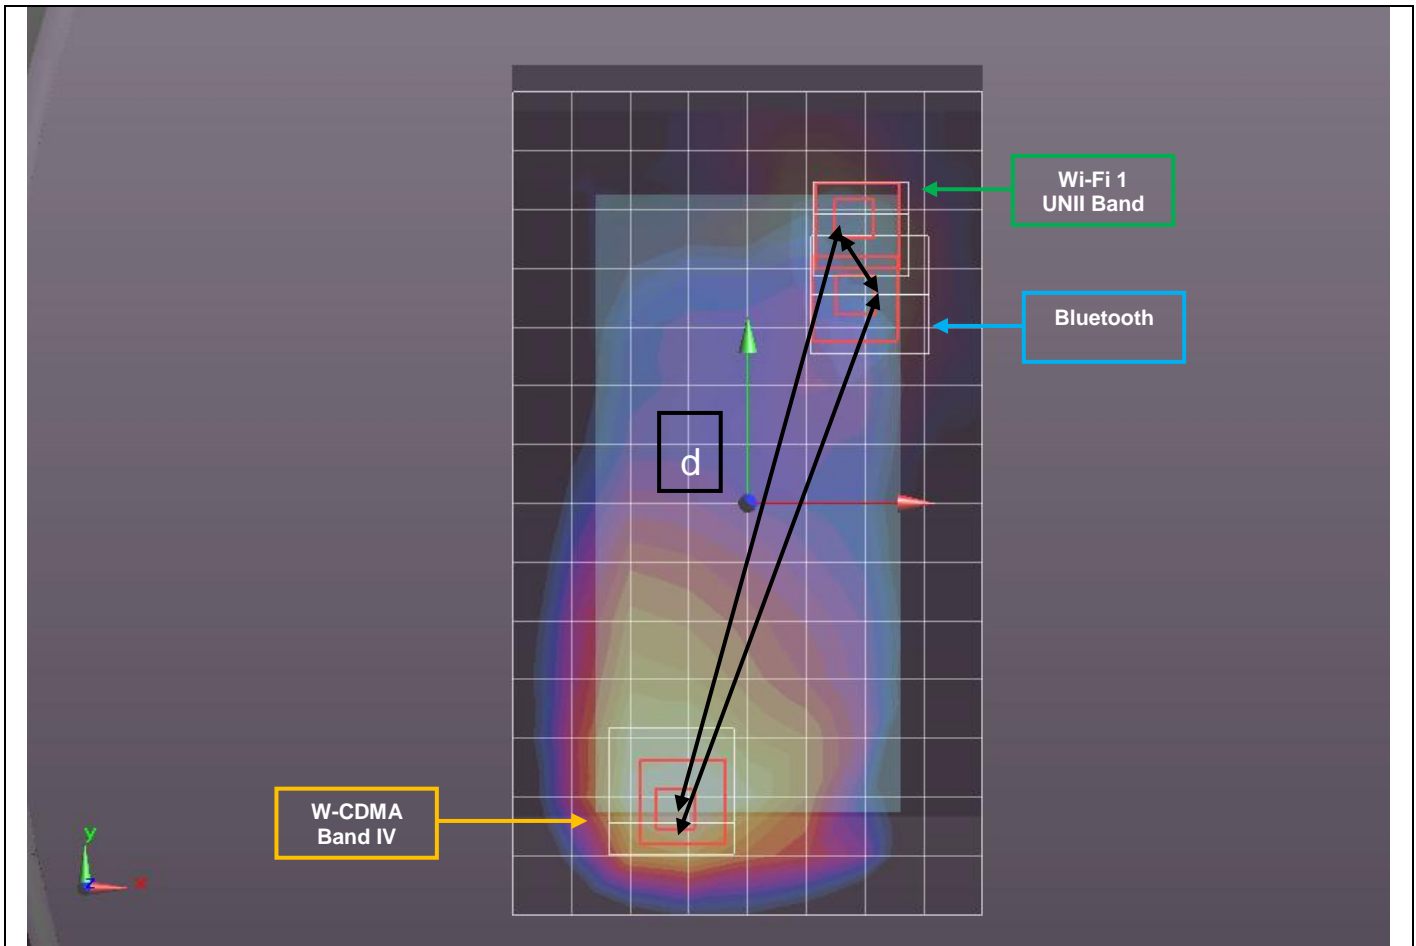 Wi-Fi 1
UNII Band
Bluetooth
d
W-CDMA
Band IV
y
z
x